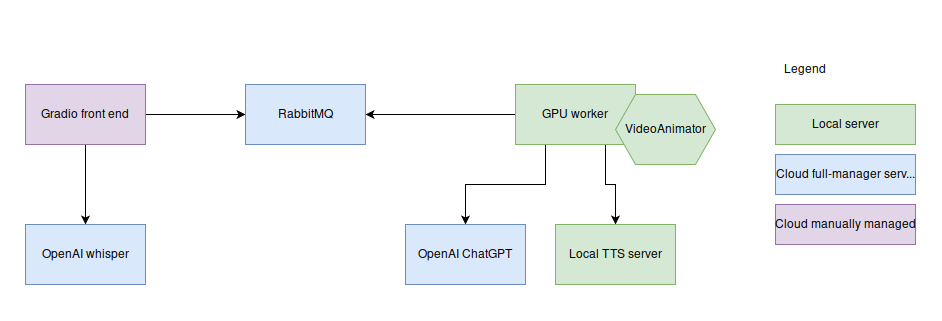 Legend
Gradio front end
RabbitMQ
GPU worker
VideoAnimator
Local server
Cloud full-manager serv...
Cloud manually managed
OpenAI whisper
OpenAI ChatGPT
Local TTS server